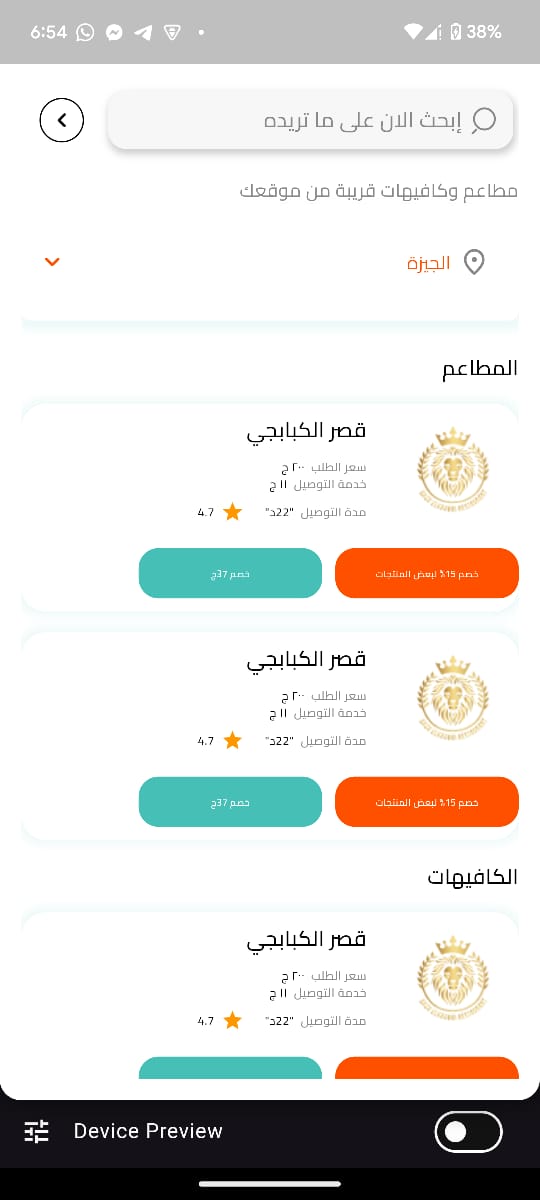 6:54
38%
إبحث الان على ما تريده
مطاعم وكافيهات قريبة من موقعك
الجيزة
المطاعم
قصر الكبابجي
سعر الطلب ٢٠٠ ج
خدمة التوصيل ١١ ج
مدة التوصيل "22د" 4.7
خصم 15% لبعض المنتجات
خصم 37ج
قصر الكبابجي
سعر الطلب ٢٠٠ ج
خدمة التوصيل ١١ ج
مدة التوصيل "22د" 4.7
خصم 15% لبعض المنتجات
خصم 37ج
الكافيهات
قصر الكبابجي
سعر الطلب ٢٠٠ ج
خدمة التوصيل ١١ ج
مدة التوصيل "22د" 4.7
Device Preview